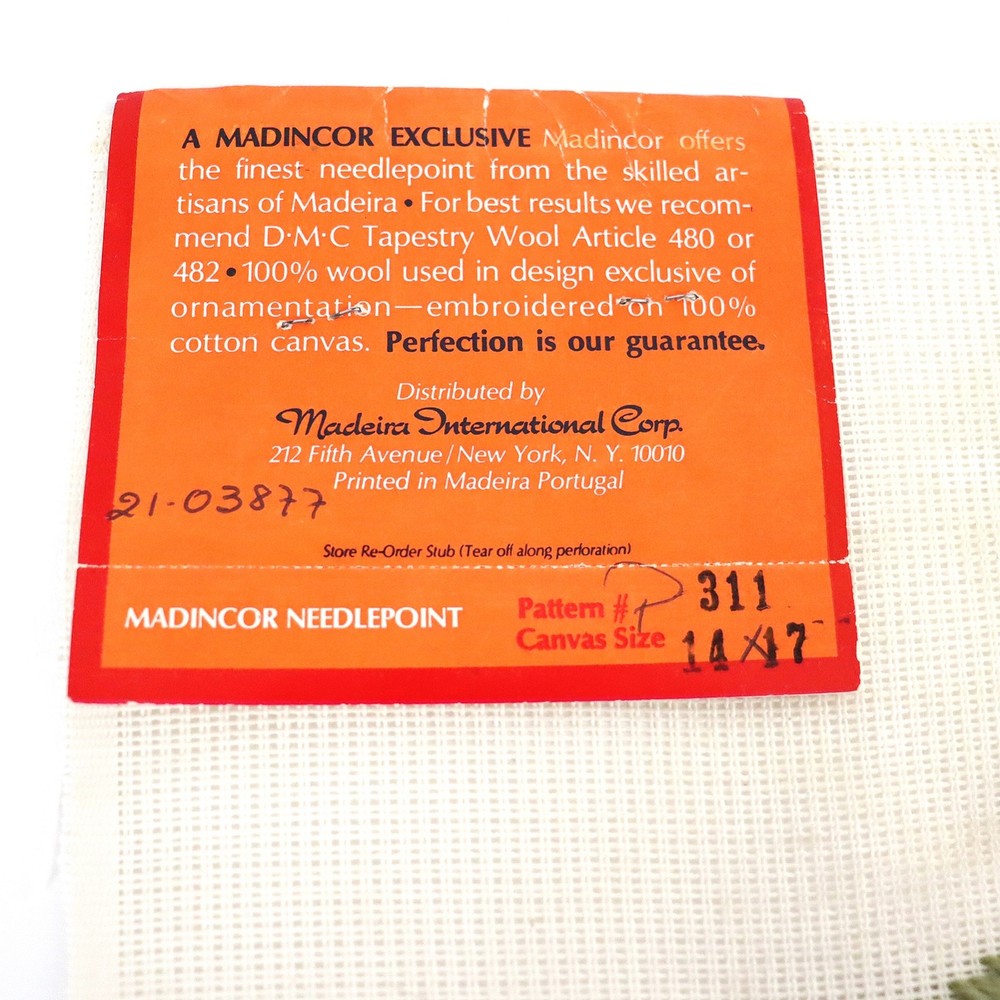 A MADINCOR EXCLUSIVE Madincor offers
the finest needlepoint from the skilled ar-
tisans of Madeira • For best results we recom-
mend D·M·C Tapestry Wool Article 480 or
482 • 100% wool used in design exclusive of
ornamentation—embroidered on 100%
cotton canvas. Perfection is our guarantee.
Distributed by
Madeira International Corp.
212 Fifth Avenue/New York, N. Y. 10010
Printed in Madeira Portugal
21-03877
Store Re-Order Stub (Tear off along perforation)
MADINCOR NEEDLEPOINT
Pattern # P 311
Canvas Size 14 X 17